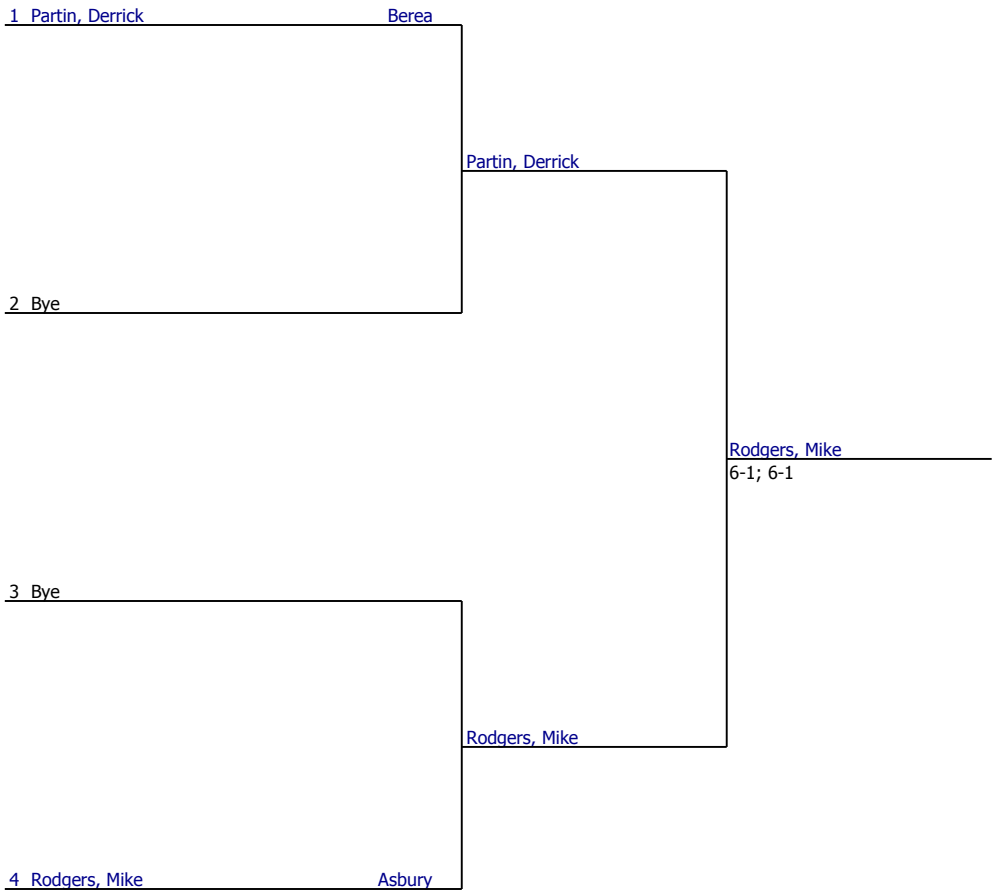 1 Partin, Derrick Berea
Partin, Derrick
2 Bye
Rodgers, Mike
6-1; 6-1
3 Bye
Rodgers, Mike
4 Rodgers, Mike Asbury